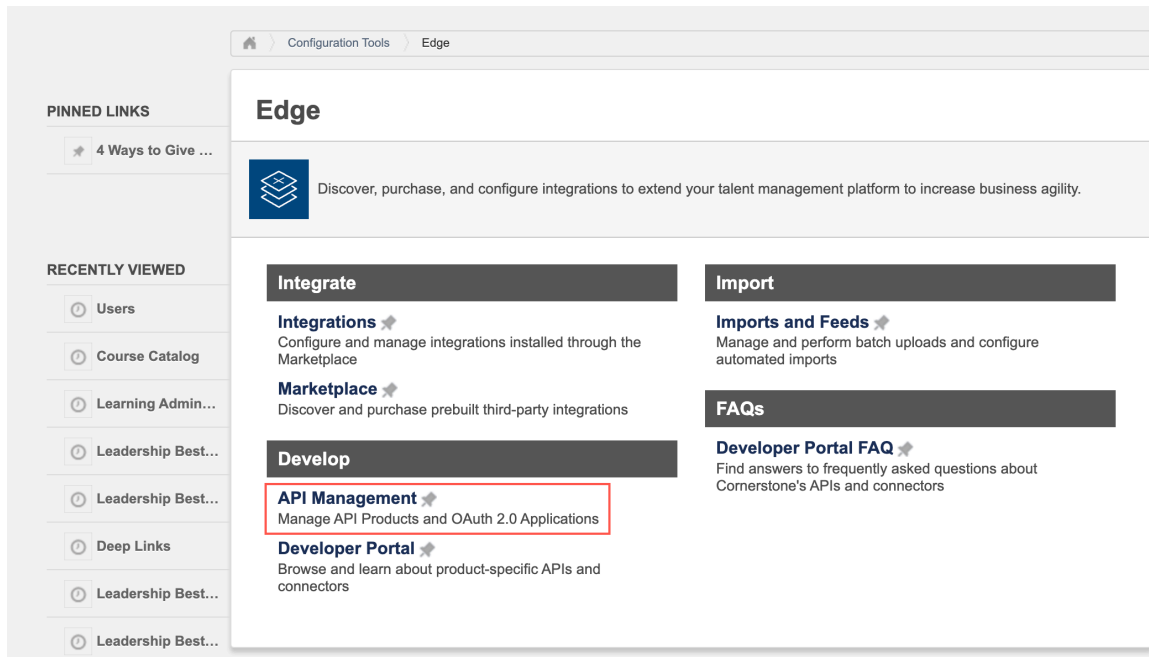 Configuration Tools Edge
PINNED LINKS
4 Ways to Give ...
RECENTLY VIEWED
Users
Course Catalog
Learning Admin...
Leadership Best...
Leadership Best...
Deep Links
Leadership Best...
Leadership Best...
Edge
Discover, purchase, and configure integrations to extend your talent management platform to increase business agility.
Integrate
Integrations
Configure and manage integrations installed through the
Marketplace
Marketplace
Discover and purchase prebuilt third-party integrations
Develop
API Management
Manage API Products and OAuth 2.0 Applications
Developer Portal
Browse and learn about product-specific APIs and
connectors
Import
Imports and Feeds
Manage and perform batch uploads and configure
automated imports
FAQs
Developer Portal FAQ
Find answers to frequently asked questions about
Cornerstone's APIs and connectors